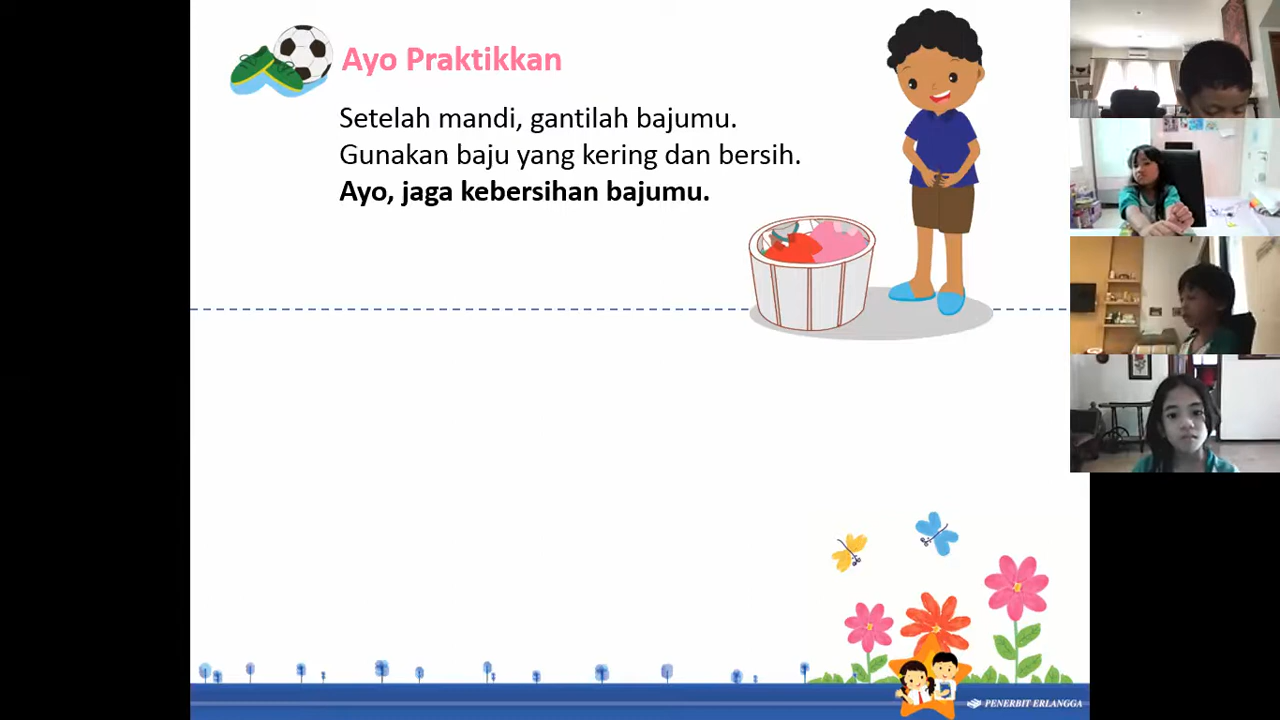 Ayo Praktikkan
Setelah mandi, gantilah bajumu.
Gunakan baju yang kering dan bersih.
Ayo, jaga kebersihan bajumu.
PENERBIT ERLANGGA